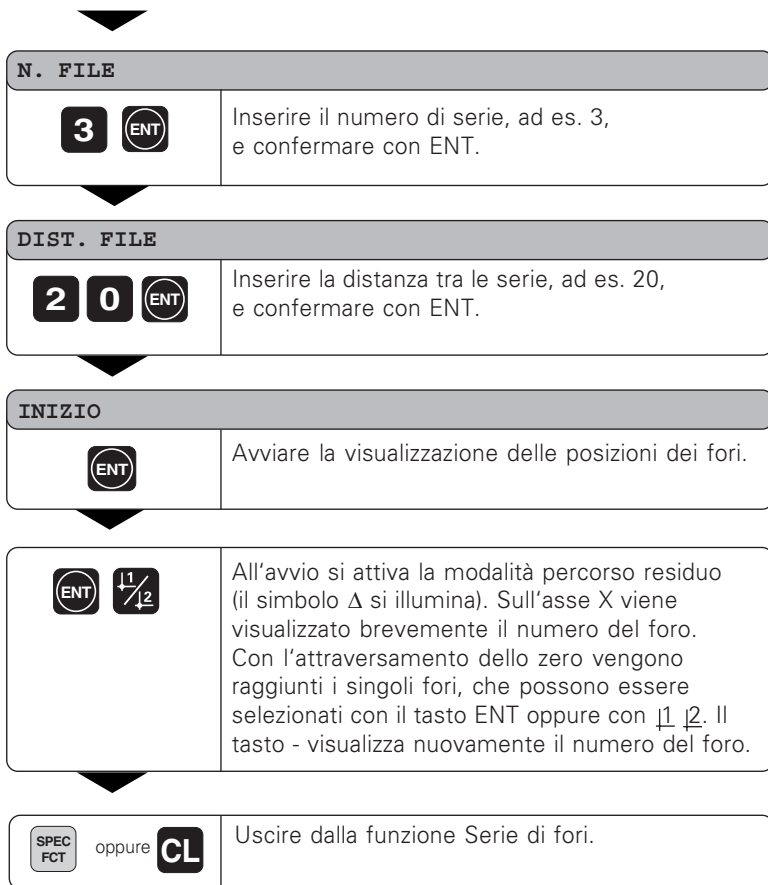 N. FILE
3 ENT
Inserire il numero di serie, ad es. 3,
e confermare con ENT.
DIST. FILE
2 0 ENT
Inserire la distanza tra le serie, ad es. 20,
e confermare con ENT.
INIZIO
ENT
Avviare la visualizzazione delle posizioni dei fori.
ENT 1/2
All'avvio si attiva la modalità percorso residuo
(il simbolo Δ si illumina). Sull'asse X viene
visualizzato brevemente il numero del foro.
Con l'attraversamento dello zero vengono
raggiunti i singoli fori, che possono essere
selezionati con il tasto ENT oppure con 1 2. Il
tasto - visualizza nuovamente il numero del foro.
SPEC
FCT
oppure CL
Uscire dalla funzione Serie di fori.